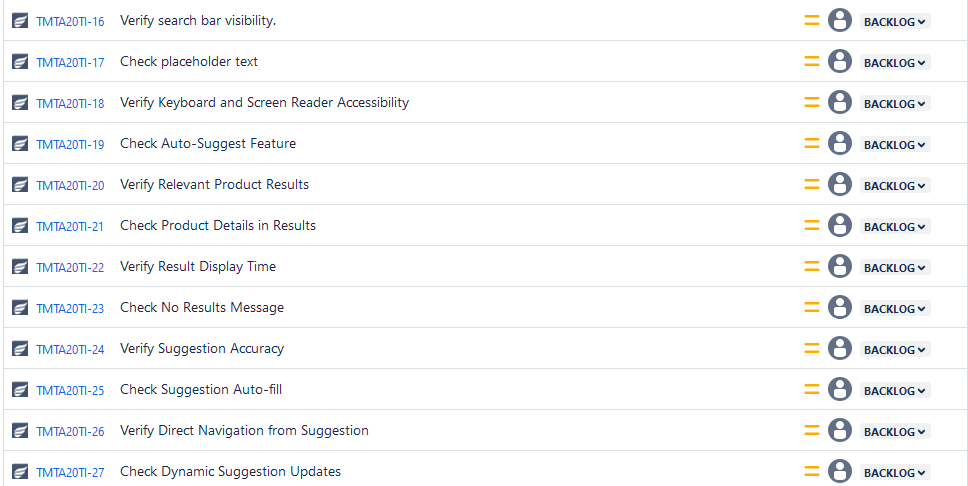 TMTA20TI-16 Verify search bar visibility. BACKLOG
TMTA20TI-17 Check placeholder text BACKLOG
TMTA20TI-18 Verify Keyboard and Screen Reader Accessibility BACKLOG
TMTA20TI-19 Check Auto-Suggest Feature BACKLOG
TMTA20TI-20 Verify Relevant Product Results BACKLOG
TMTA20TI-21 Check Product Details in Results BACKLOG
TMTA20TI-22 Verify Result Display Time BACKLOG
TMTA20TI-23 Check No Results Message BACKLOG
TMTA20TI-24 Verify Suggestion Accuracy BACKLOG
TMTA20TI-25 Check Suggestion Auto-fill BACKLOG
TMTA20TI-26 Verify Direct Navigation from Suggestion BACKLOG
TMTA20TI-27 Check Dynamic Suggestion Updates BACKLOG